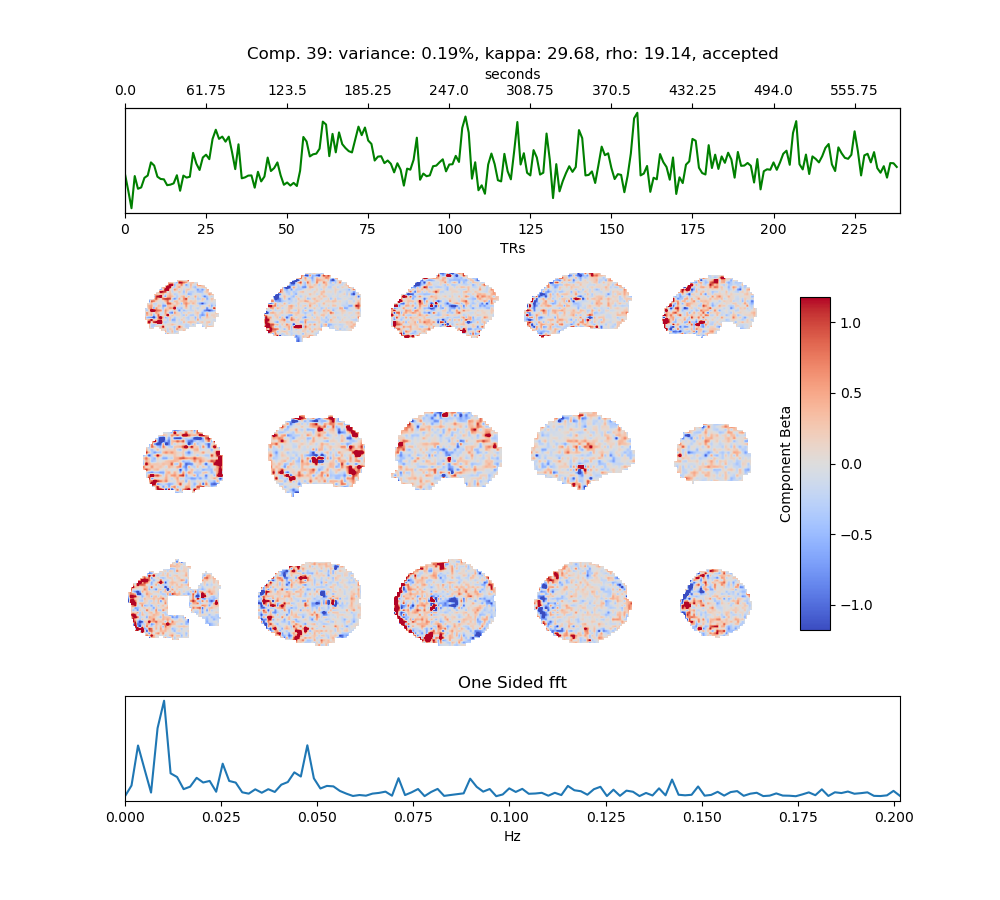 Comp. 39: variance: 0.19%, kappa: 29.68, rho: 19.14, accepted
seconds
0.0 61.75 123.5 185.25 247.0 308.75 370.5 432.25 494.0 555.75
0 25 50 75 100 125 150 175 200 225
TRs
1.0
0.5
0.0
−0.5
−1.0
Component Beta
One Sided fft
0.000 0.025 0.050 0.075 0.100 0.125 0.150 0.175 0.200
Hz